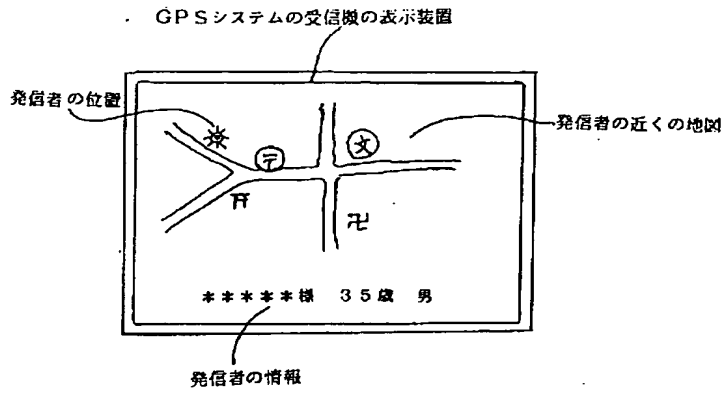 GPSシステムの受信機の表示装置
発信者の位置
発信者の近くの地図
〒
文
卍
*****様 35歳 男
発信者の情報